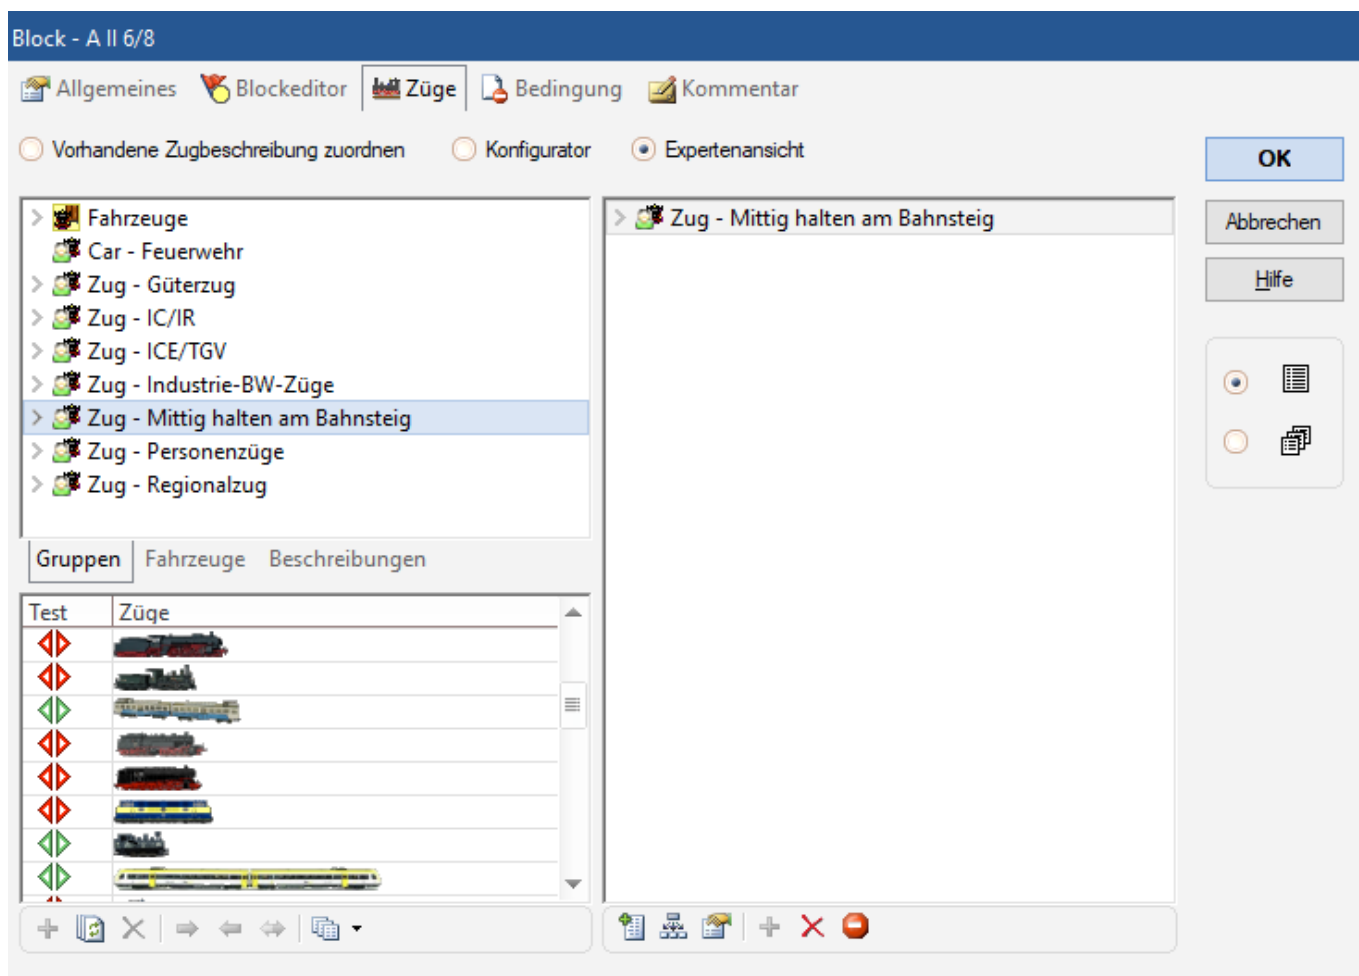 Block - A II 6/8
Allgemeines Blockeditor Züge Bedingung Kommentar
Vorhandene Zugbeschreibung zuordnen Konfigurator Expertenansicht
OK
Abbrechen
Hilfe
Fahrzeuge
Car - Feuerwehr
Zug - Güterzug
Zug - IC/IR
Zug - ICE/TGV
Zug - Industrie-BW-Züge
Zug - Mittig halten am Bahnsteig
Zug - Personenzüge
Zug - Regionalzug
Gruppen Fahrzeuge Beschreibungen
Test Züge
Zug - Mittig halten am Bahnsteig